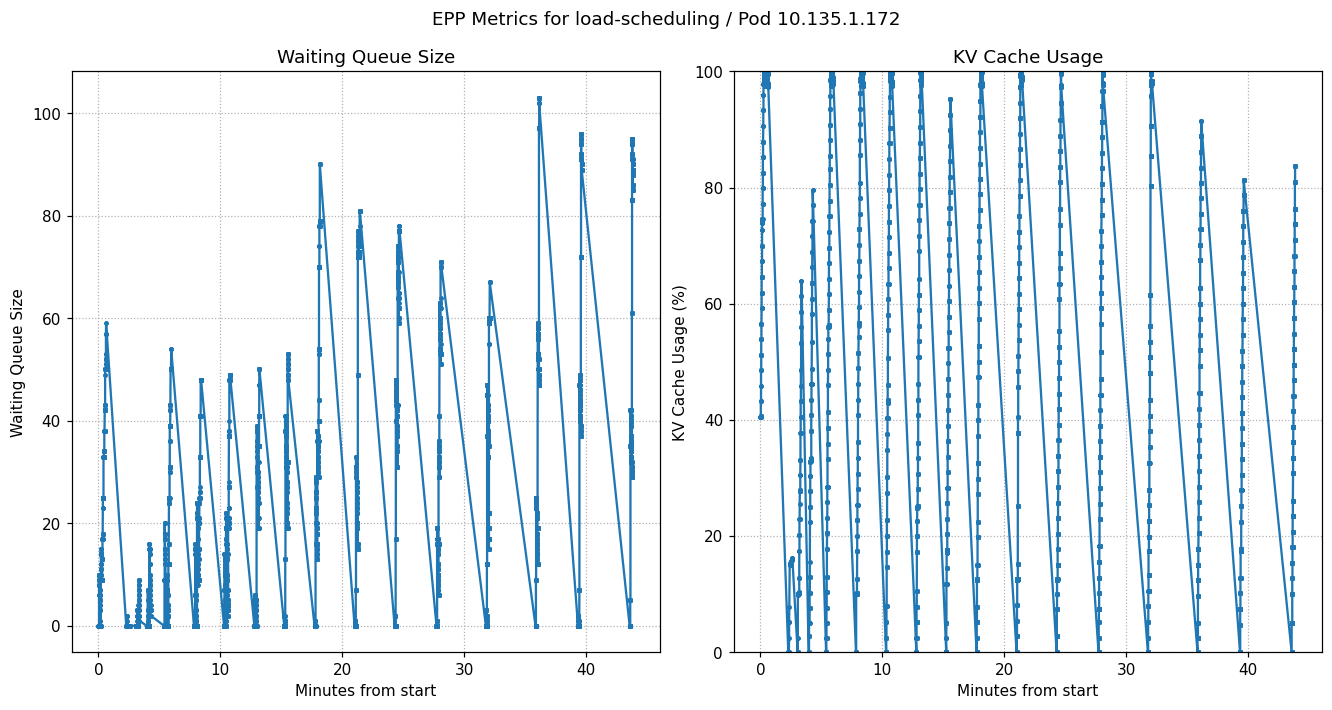 EPP Metrics for load-scheduling / Pod 10.135.1.172
Waiting Queue Size
100
80
60
40
20
0
Waiting Queue Size
0 10 20 30 40
Minutes from start
KV Cache Usage
100
80
60
40
20
0
KV Cache Usage (%)
0 10 20 30 40
Minutes from start